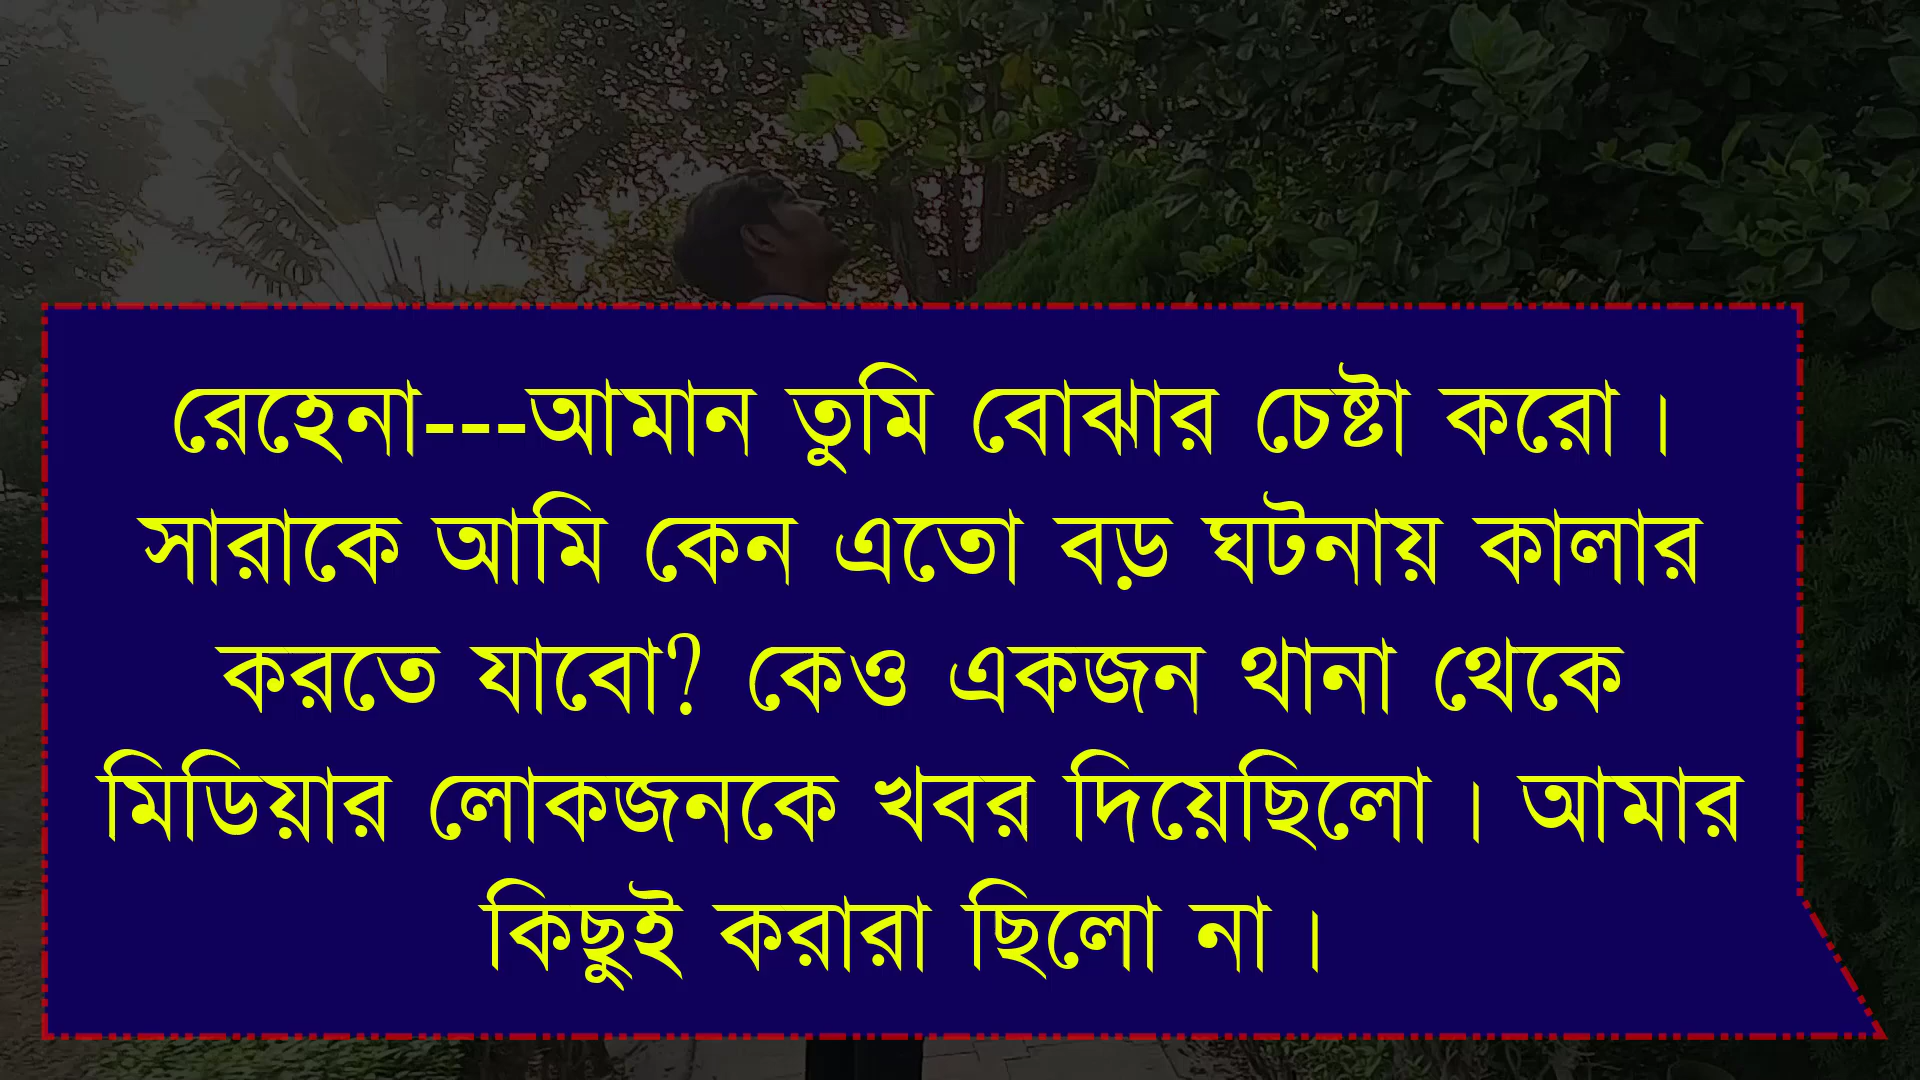 রেহেনা---আমান তুমি বোঝার চেষ্টা করো।
সারাকে আমি কেন এতো বড় ঘটনায় কালার
করতে যাবো? কেও একজন থানা থেকে
মিডিয়ার লোকজনকে খবর দিয়েছিলো। আমার
কিছুই করারা ছিলো না।